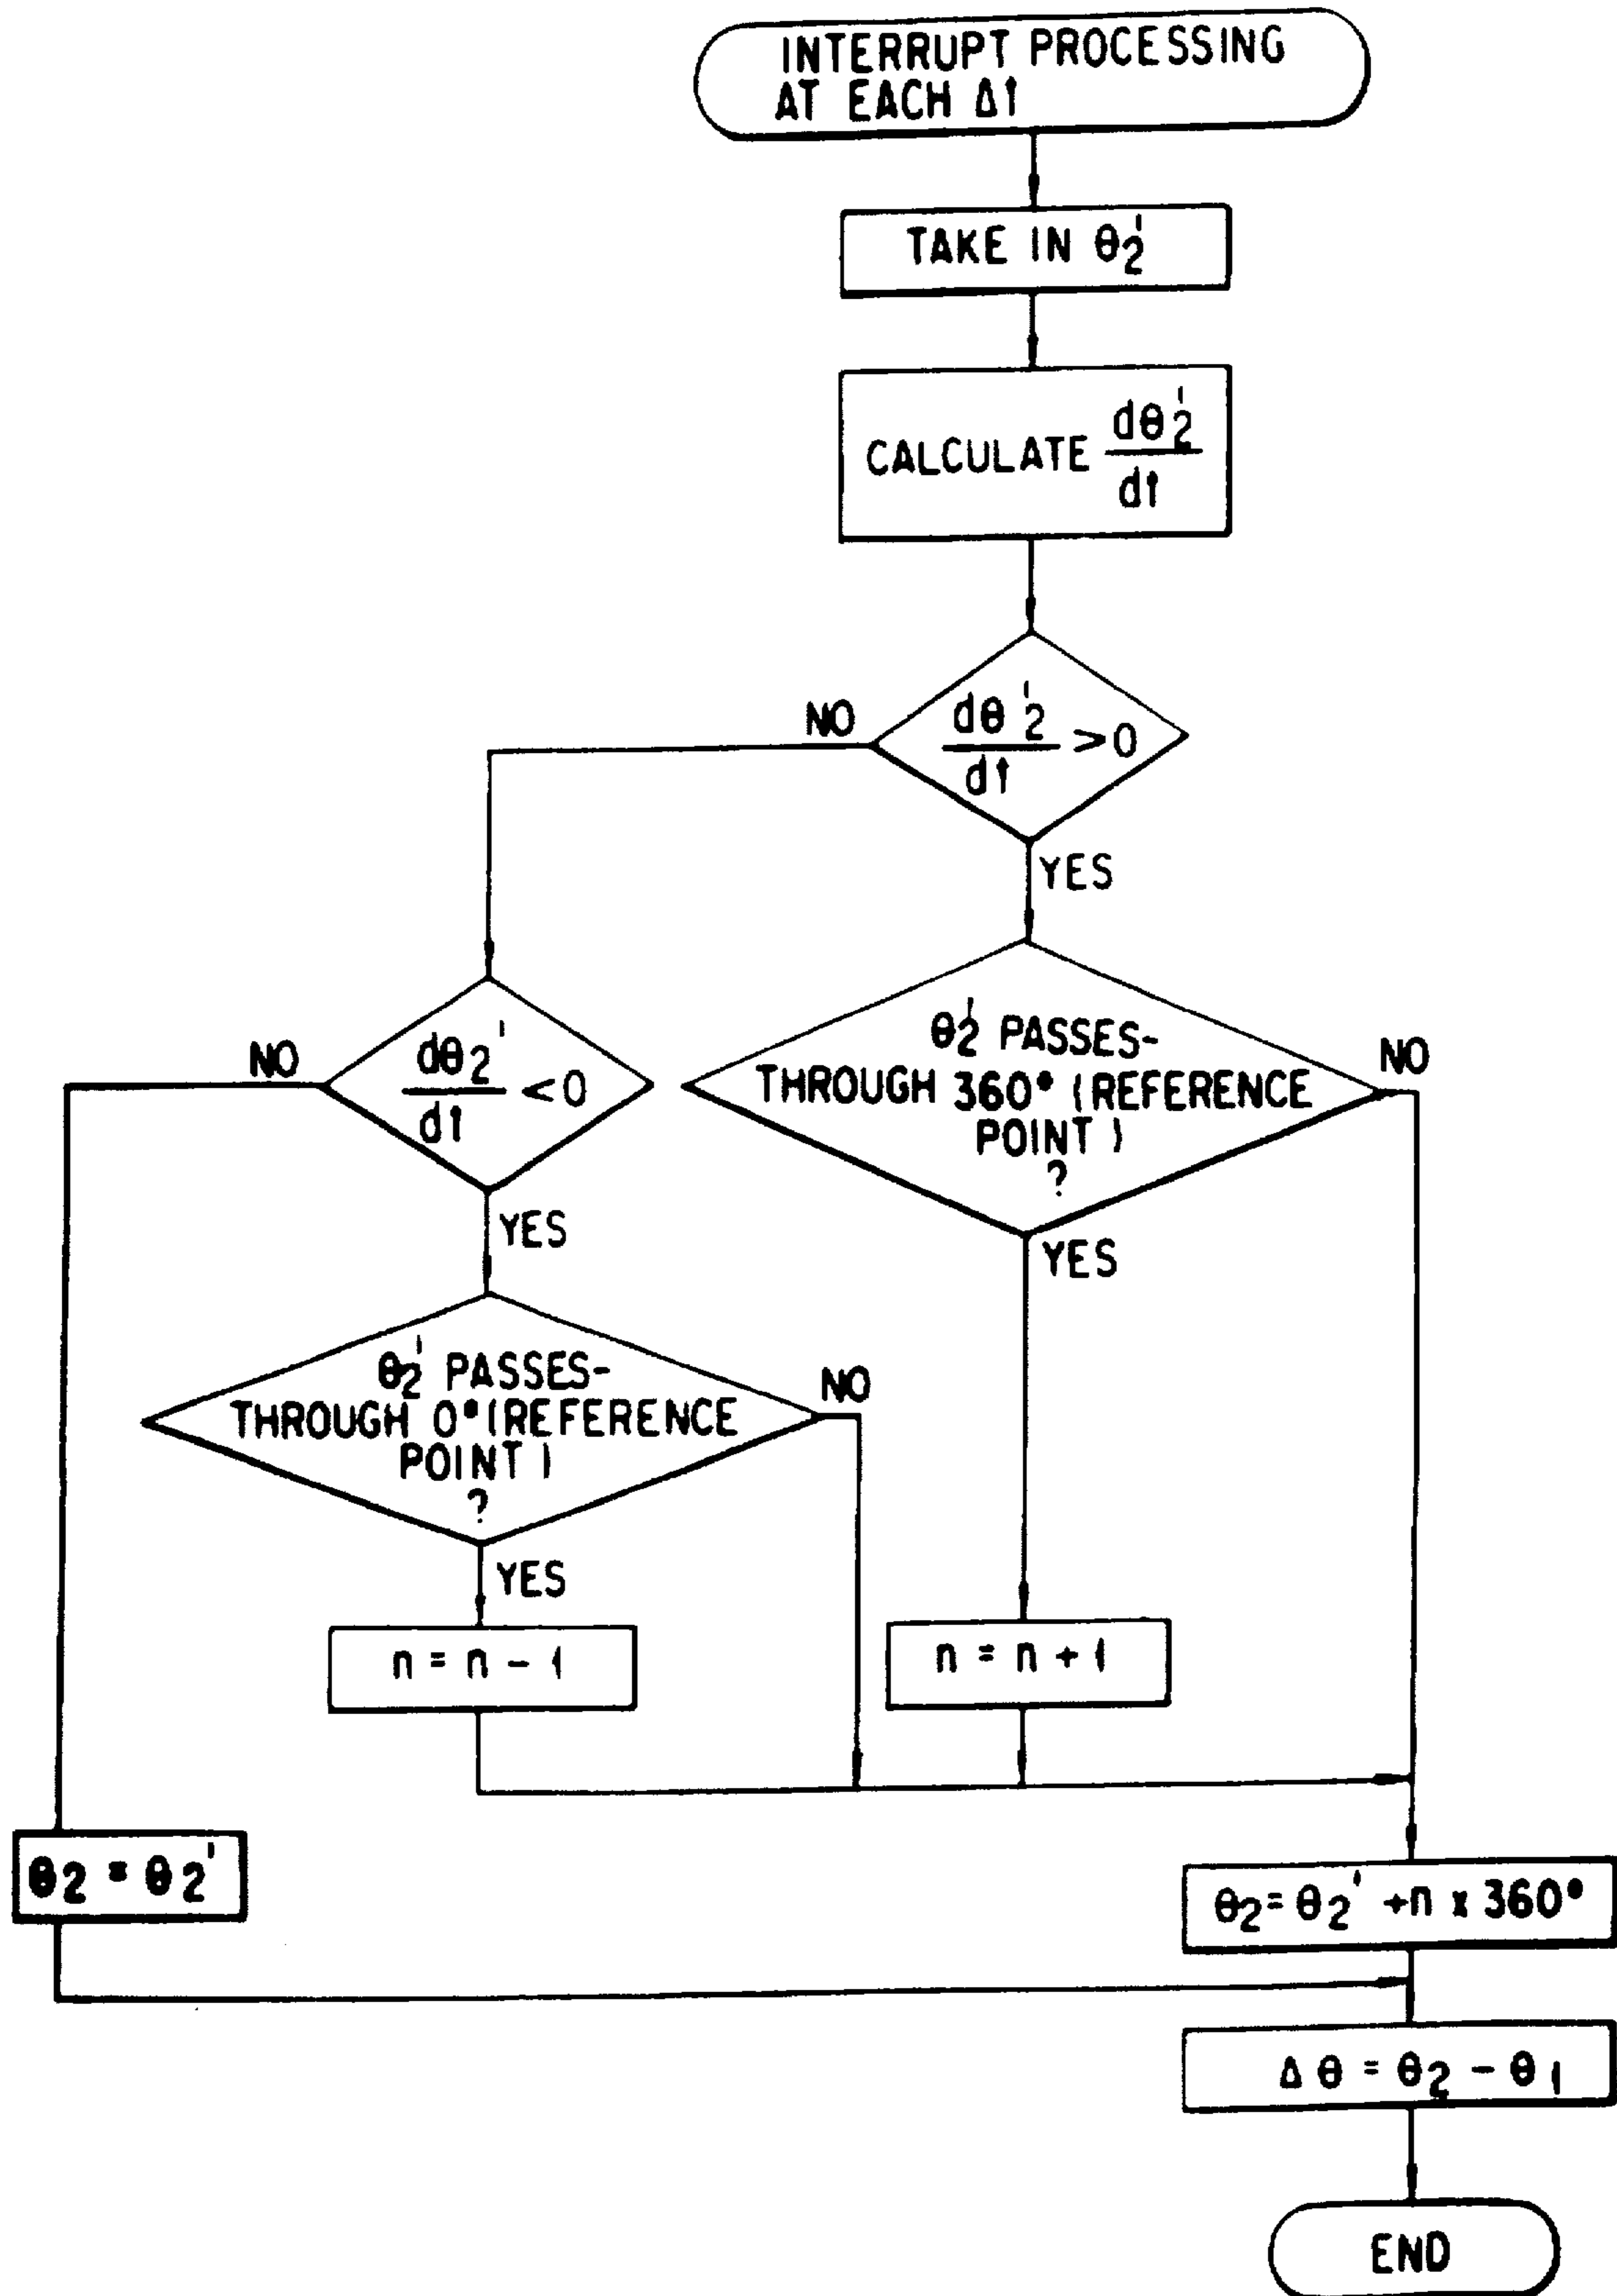 INTERRUPT PROCESSING
AT EACH Δt
TAKE IN θ2'
CALCULATE dθ2'
dt
NO
dθ2'
dt
>0
YES
NO
dθ2'
dt
<0
YES
θ2' PASSES-
THROUGH 360° (REFERENCE
POINT)
?
NO
YES
θ2' PASSES-
THROUGH 0° (REFERENCE
POINT)
?
NO
YES
n = n - 1
n = n + 1
θ2 = θ2'
θ2 = θ2' +n x 360°
Δθ = θ2 - θ1
END